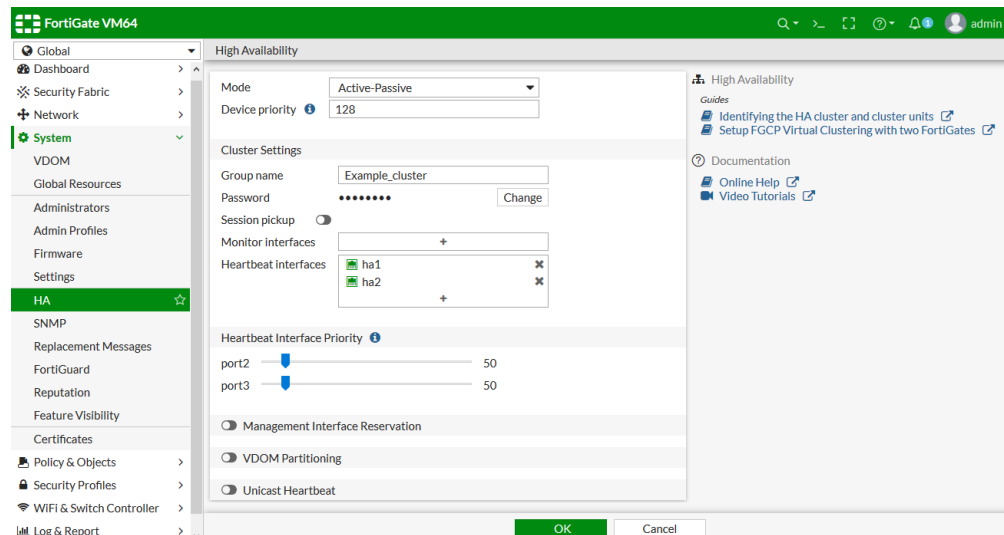 FortiGate VM64
admin
Global
Dashboard
Security Fabric
Network
System
VDOM
Global Resources
Administrators
Admin Profiles
Firmware
Settings
HA
SNMP
Replacement Messages
FortiGuard
Reputation
Feature Visibility
Certificates
Policy & Objects
Security Profiles
WiFi & Switch Controller
Log & Report
High Availability
Mode Active-Passive
Device priority 128
Cluster Settings
Group name Example_cluster
Password •••••••• Change
Session pickup
Monitor interfaces +
Heartbeat interfaces ha1
ha2
+
Heartbeat Interface Priority
port2 50
port3 50
Management Interface Reservation
VDOM Partitioning
Unicast Heartbeat
OK Cancel
High Availability
Guides
Identifying the HA cluster and cluster units
Setup FGCP Virtual Clustering with two FortiGates
Documentation
Online Help
Video Tutorials